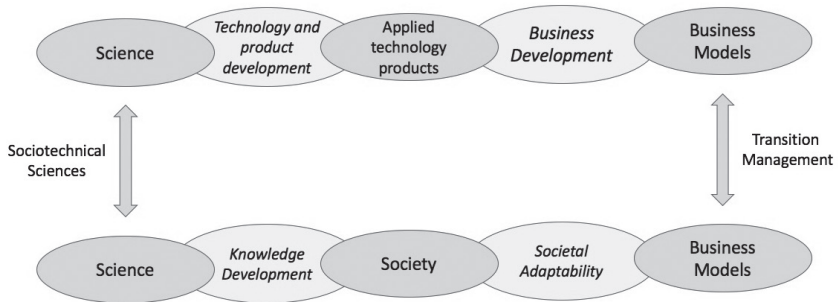 Science
Technology and
product
development
Applied
technology
products
Business
Development
Business
Models
Sociotechnical
Sciences
Transition
Management
Science
Knowledge
Development
Society
Societal
Adaptability
Business
Models